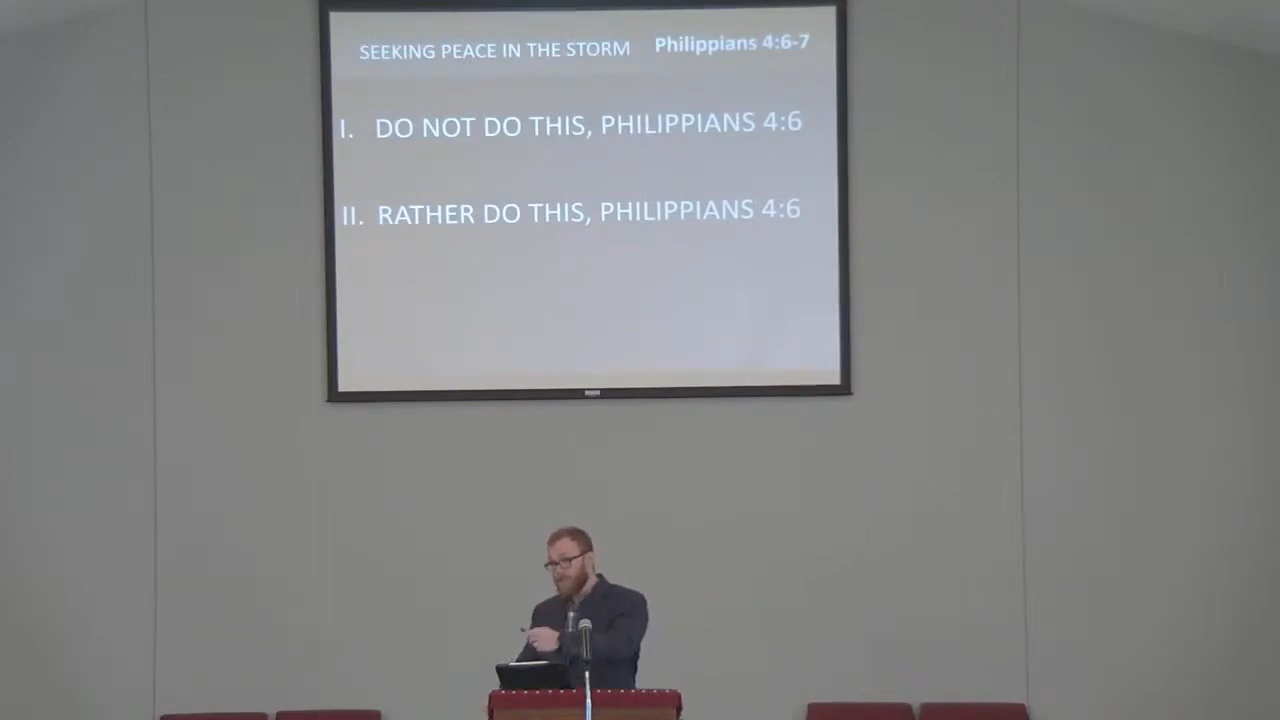 SEEKING PEACE IN THE STORM Philippians 4:6-7
I. DO NOT DO THIS, PHILIPPIANS 4:6
II. RATHER DO THIS, PHILIPPIANS 4:6